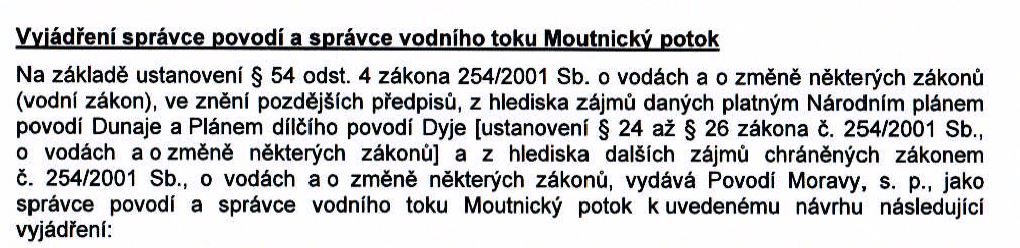 Vyjádření správce povodí a správce vodního toku Moutnický potok
Na základě ustanovení § 54 odst. 4 zákona 254/2001 Sb. o vodách a o změně některých zákonů
(vodní zákon), ve znění pozdějších předpisů, z hlediska zájmů daných platným Národním plánem
povodí Dunaje a Plánem dílčího povodí Dyje [ustanovení § 24 až § 26 zákona č. 254/2001 Sb.,
o vodách a o změně některých zákonů] a z hlediska dalších zájmů chráněných zákonem
č. 254/2001 Sb., o vodách a o změně některých zákonů, vydává Povodí Moravy, s. p., jako
správce povodí a správce vodního toku Moutnický potok k uvedenému návrhu následující
vyjádření: